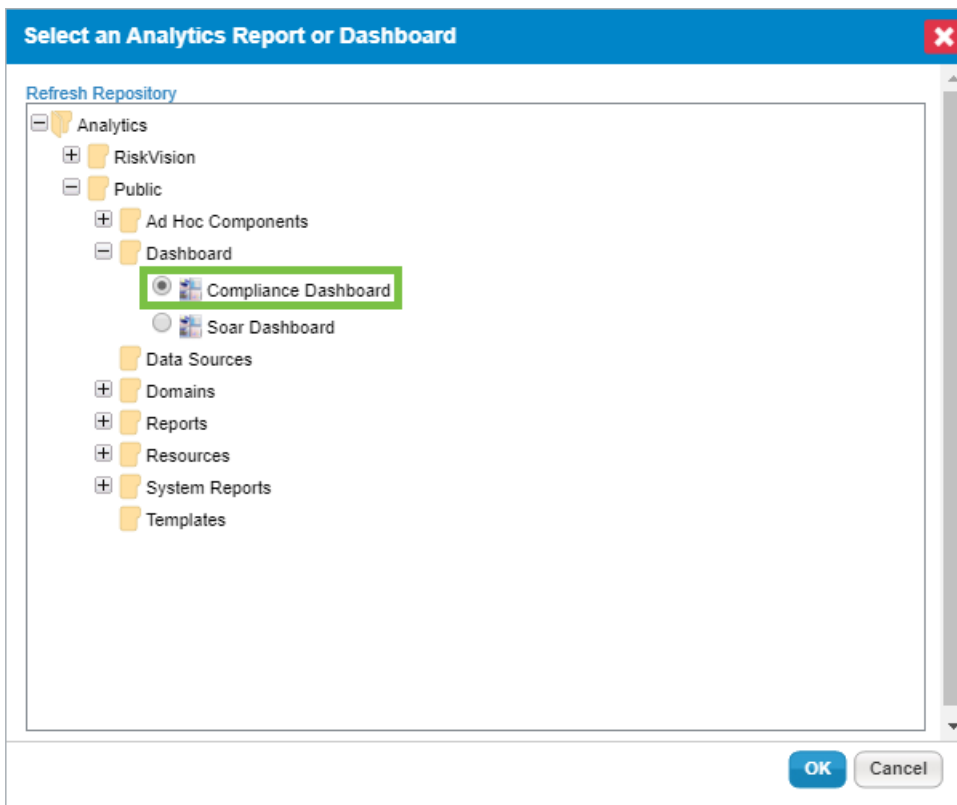 Select an Analytics Report or Dashboard
Refresh Repository
Analytics
RiskVision
Public
Ad Hoc Components
Dashboard
Compliance Dashboard
Soar Dashboard
Data Sources
Domains
Reports
Resources
System Reports
Templates
OK Cancel